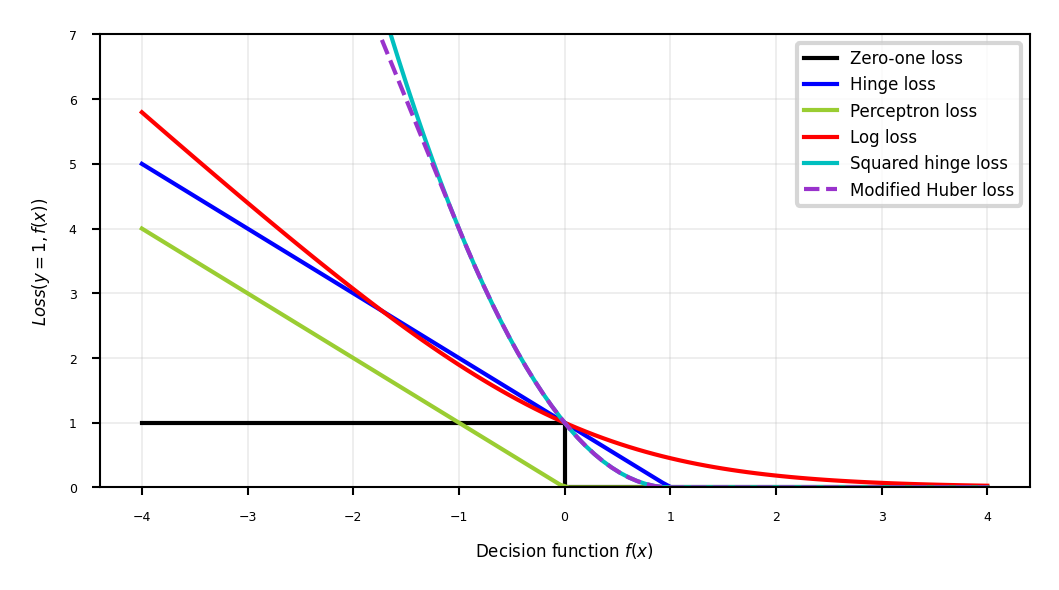 7
6
5
4
3
2
1
0
Loss(y = 1, f(x))
−4 −3 −2 −1 0 1 2 3 4
Decision function f(x)
Zero-one loss
Hinge loss
Perceptron loss
Log loss
Squared hinge loss
Modified Huber loss